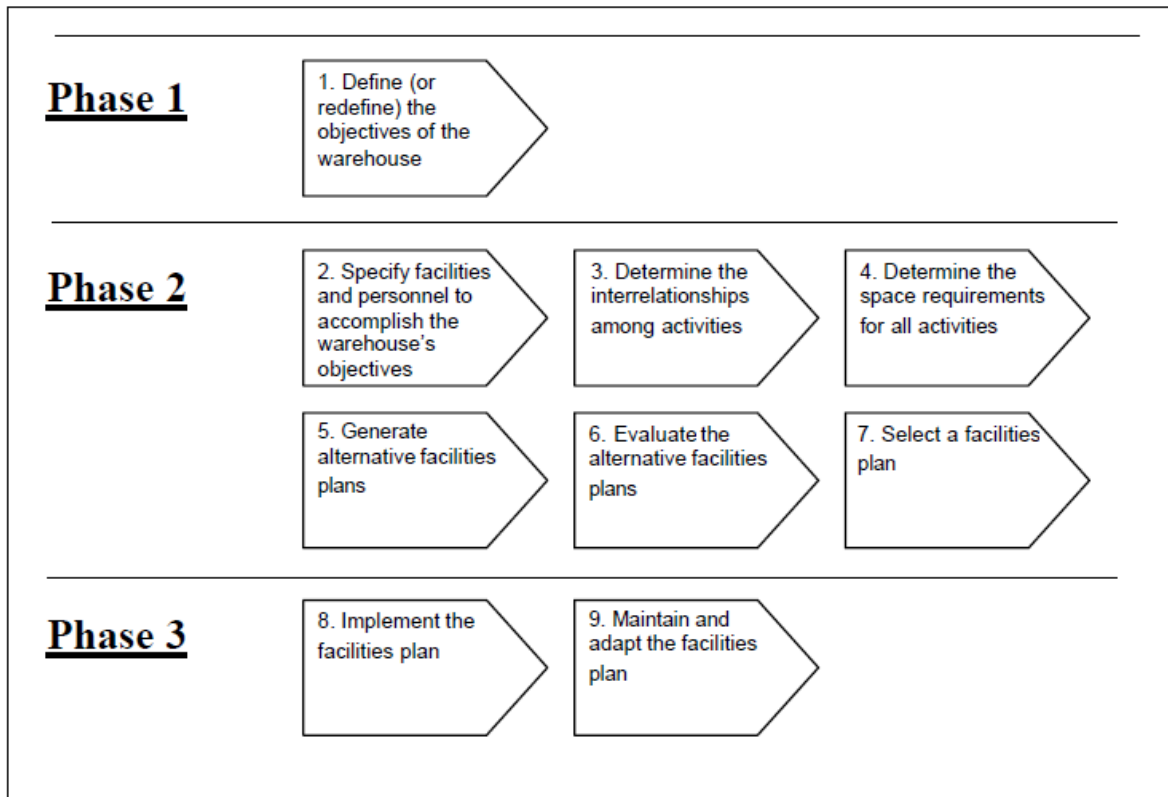 Phase 1
1. Define (or
redefine) the
objectives of the
warehouse
Phase 2
2. Specify facilities
and personnel to
accomplish the
warehouse's
objectives
3. Determine the
interrelationships
among activities
4. Determine the
space requirements
for all activities
5. Generate
alternative facilities
plans
6. Evaluate the
alternative facilities
plans
7. Select a facilities
plan
Phase 3
8. Implement the
facilities plan
9. Maintain and
adapt the facilities
plan